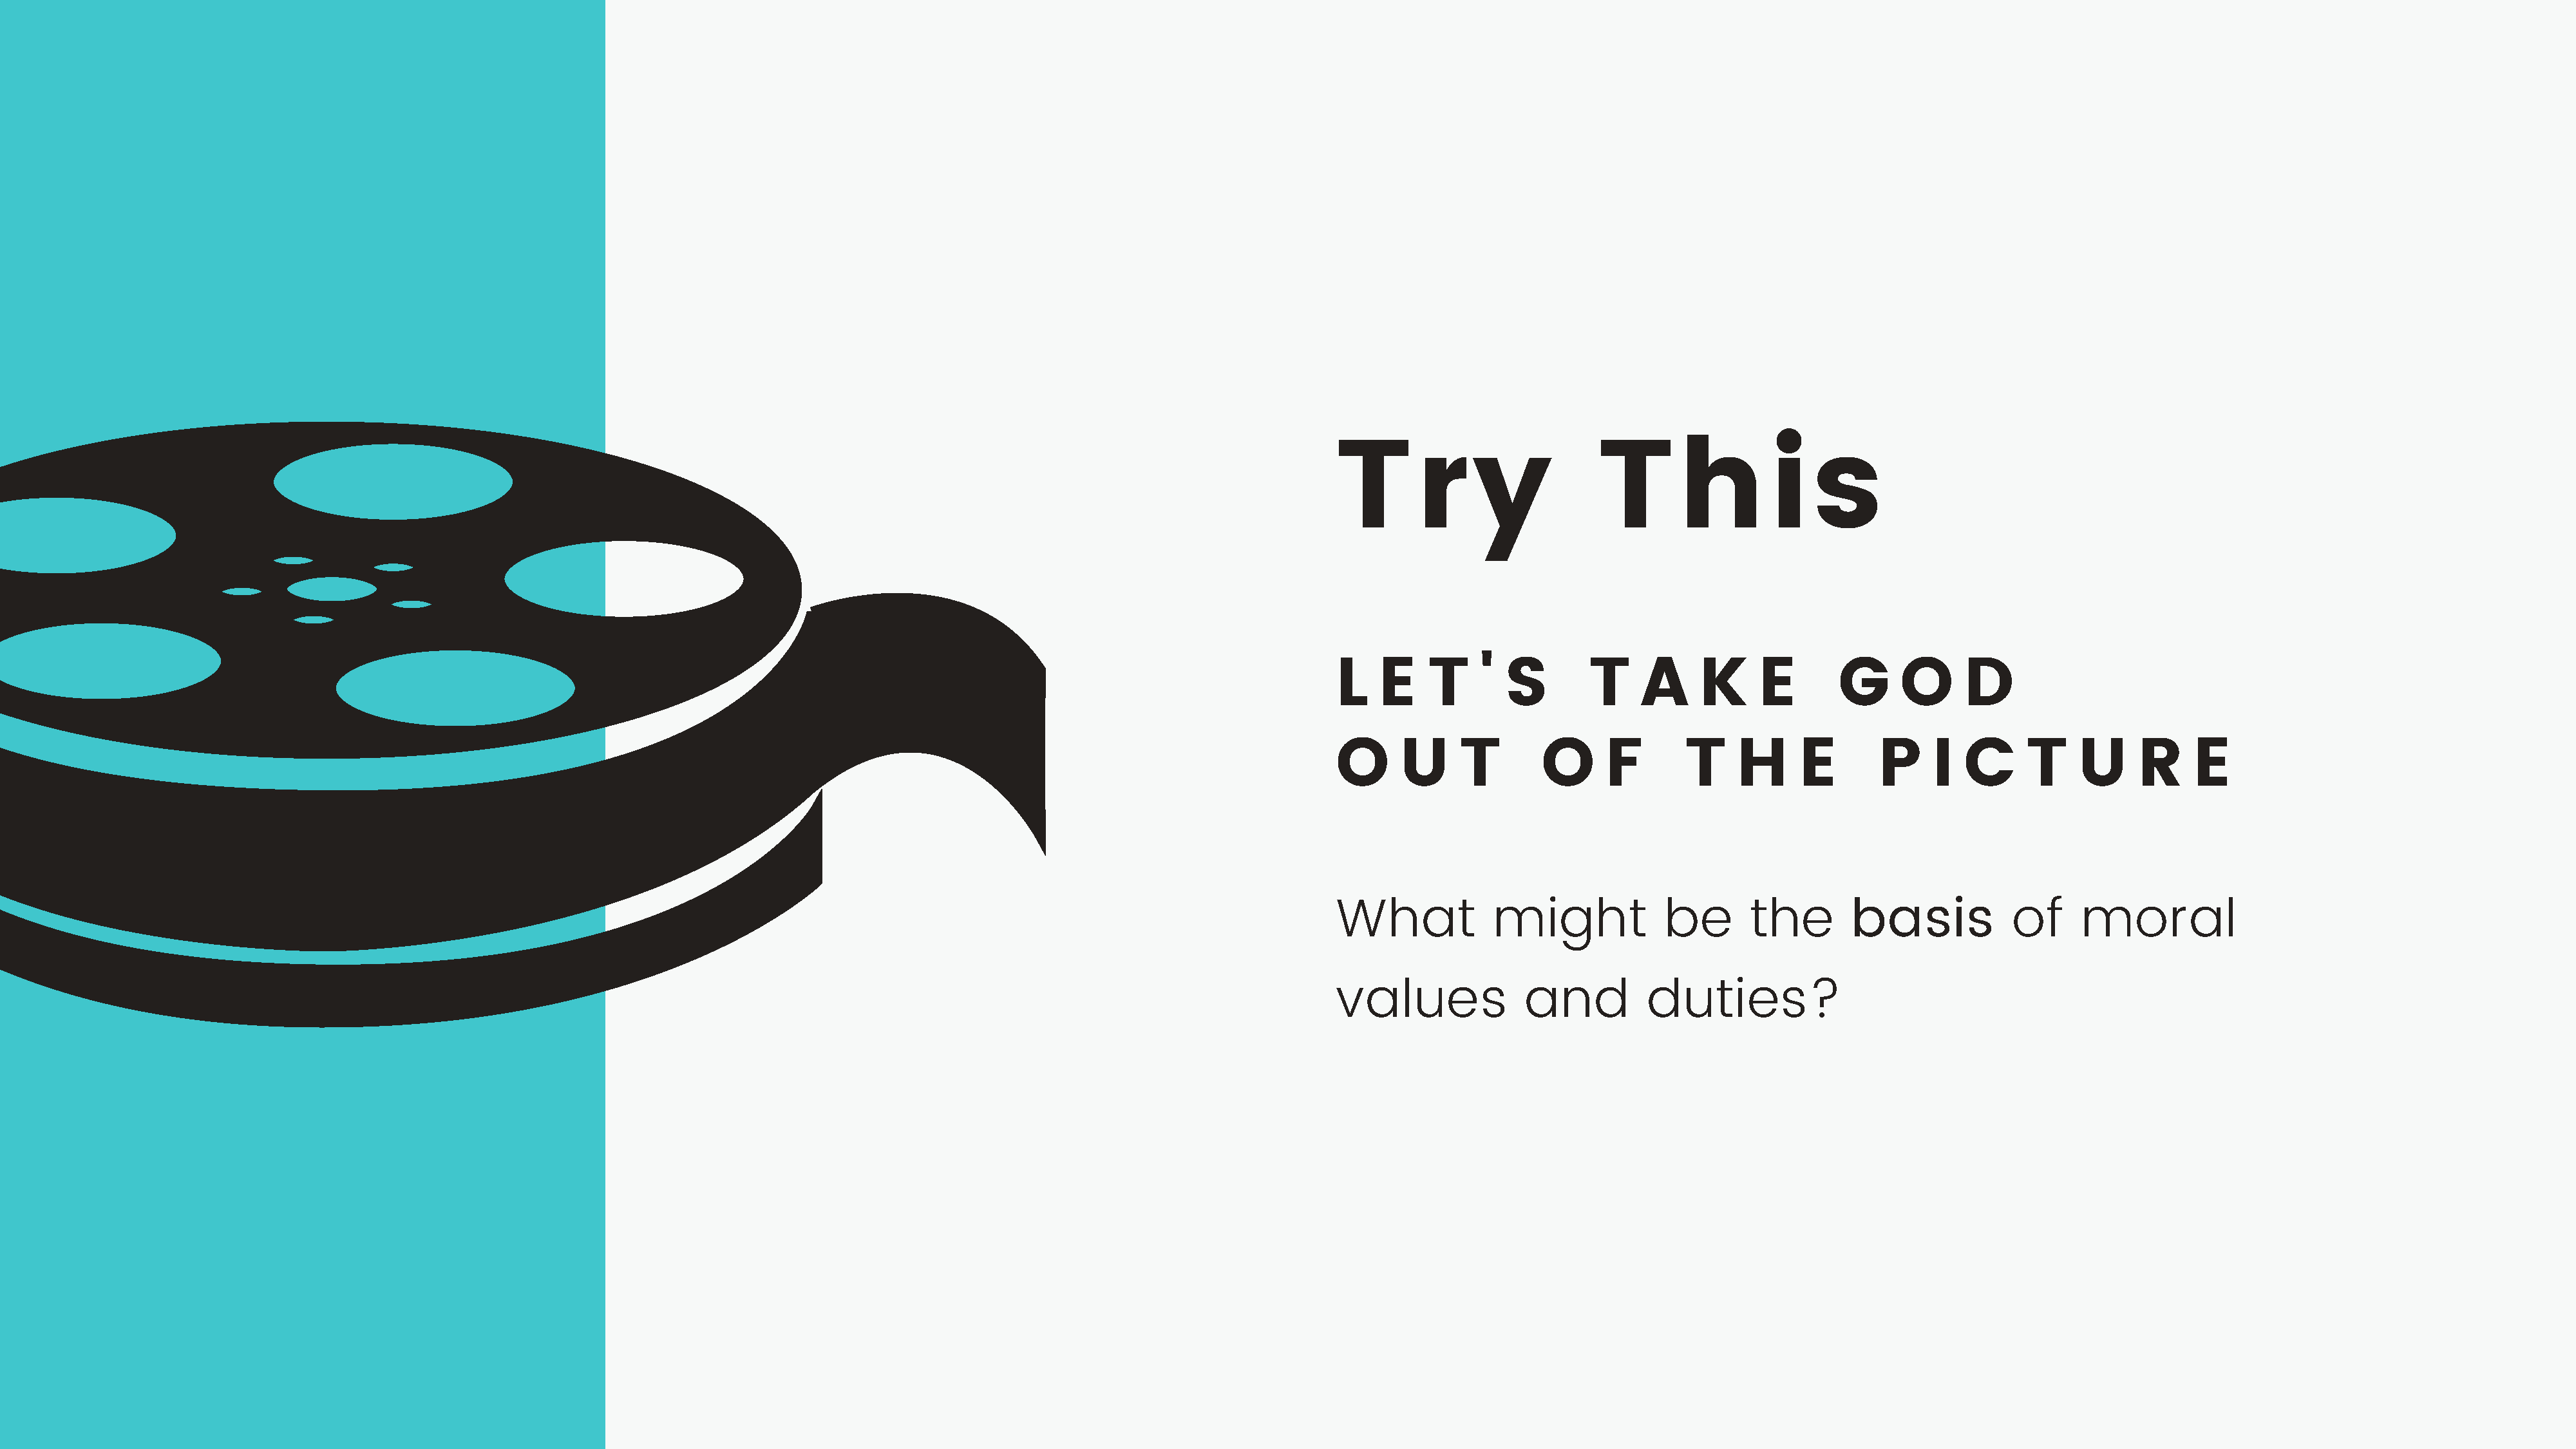 Try This
LET'S TAKE GOD
OUT OF THE PICTURE
What might be the basis of moral
values and duties?